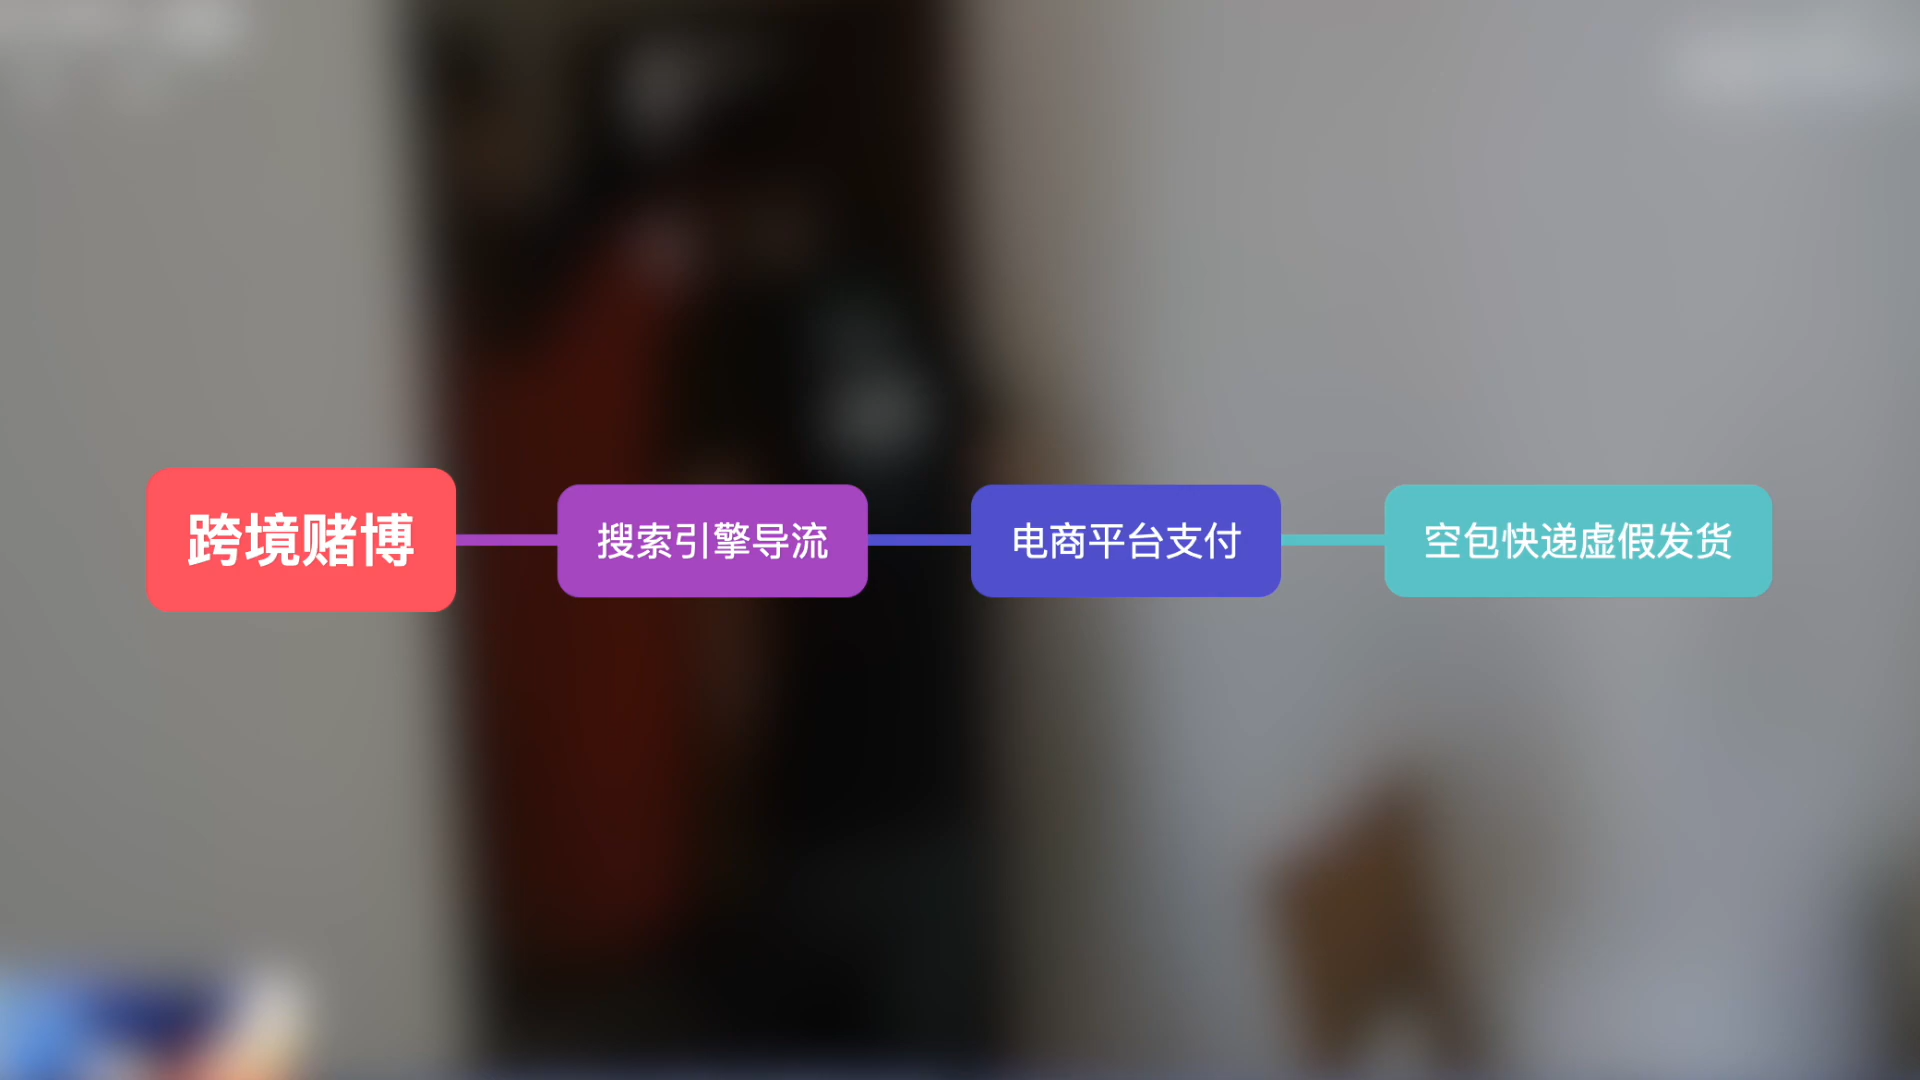 跨境赌博
搜索引擎导流
电商平台支付
空包快递虚假发货